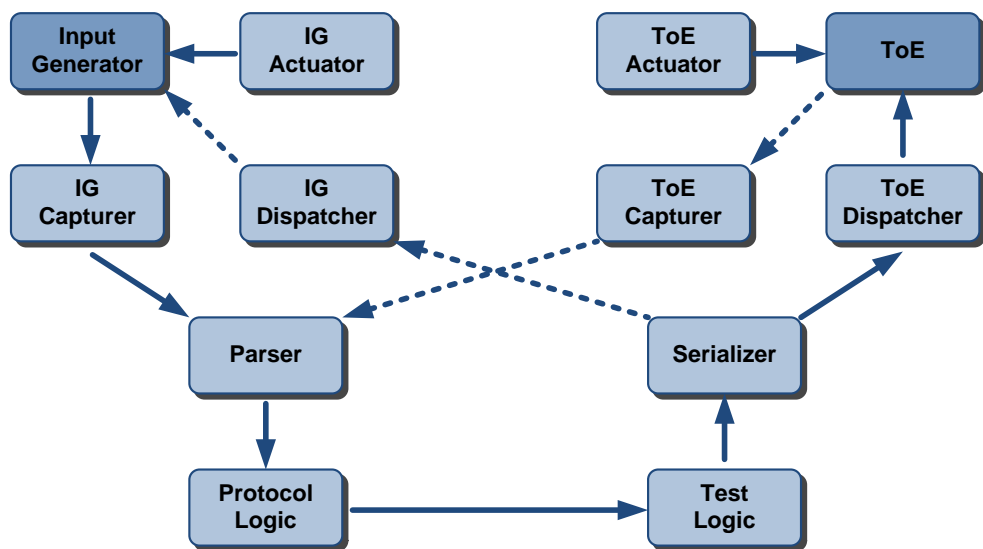 Input
Generator
IG
Actuator
ToE
Actuator
ToE
IG
Capturer
IG
Dispatcher
ToE
Capturer
ToE
Dispatcher
Parser
Serializer
Protocol
Logic
Test
Logic